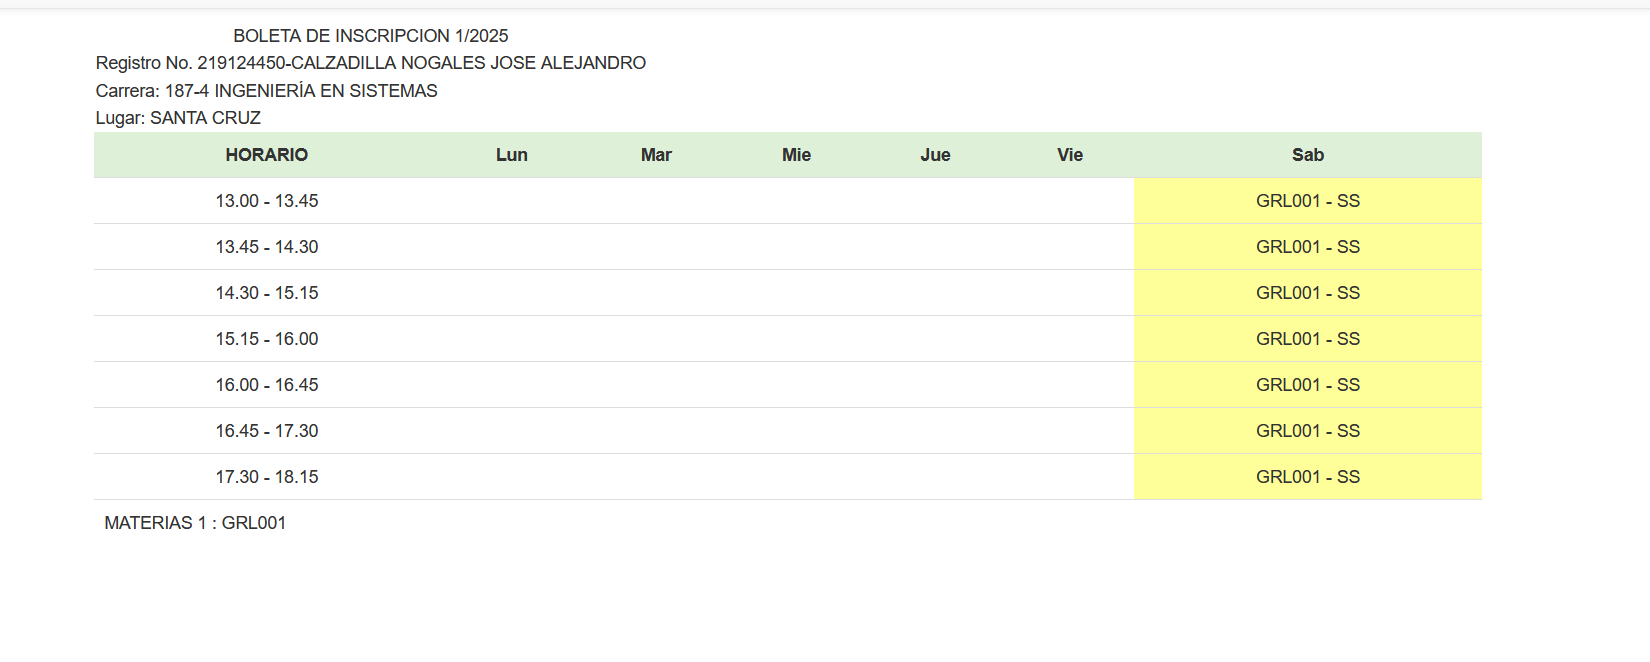 BOLETA DE INSCRIPCION 1/2025
Registro No. 219124450-CALZADILLA NOGALES JOSE ALEJANDRO
Carrera: 187-4 INGENIERÍA EN SISTEMAS
Lugar: SANTA CRUZ
HORARIO Lun Mar Mie Jue Vie Sab
13.00 - 13.45 GRL001 - SS
13.45 - 14.30 GRL001 - SS
14.30 - 15.15 GRL001 - SS
15.15 - 16.00 GRL001 - SS
16.00 - 16.45 GRL001 - SS
16.45 - 17.30 GRL001 - SS
17.30 - 18.15 GRL001 - SS
MATERIAS 1 : GRL001